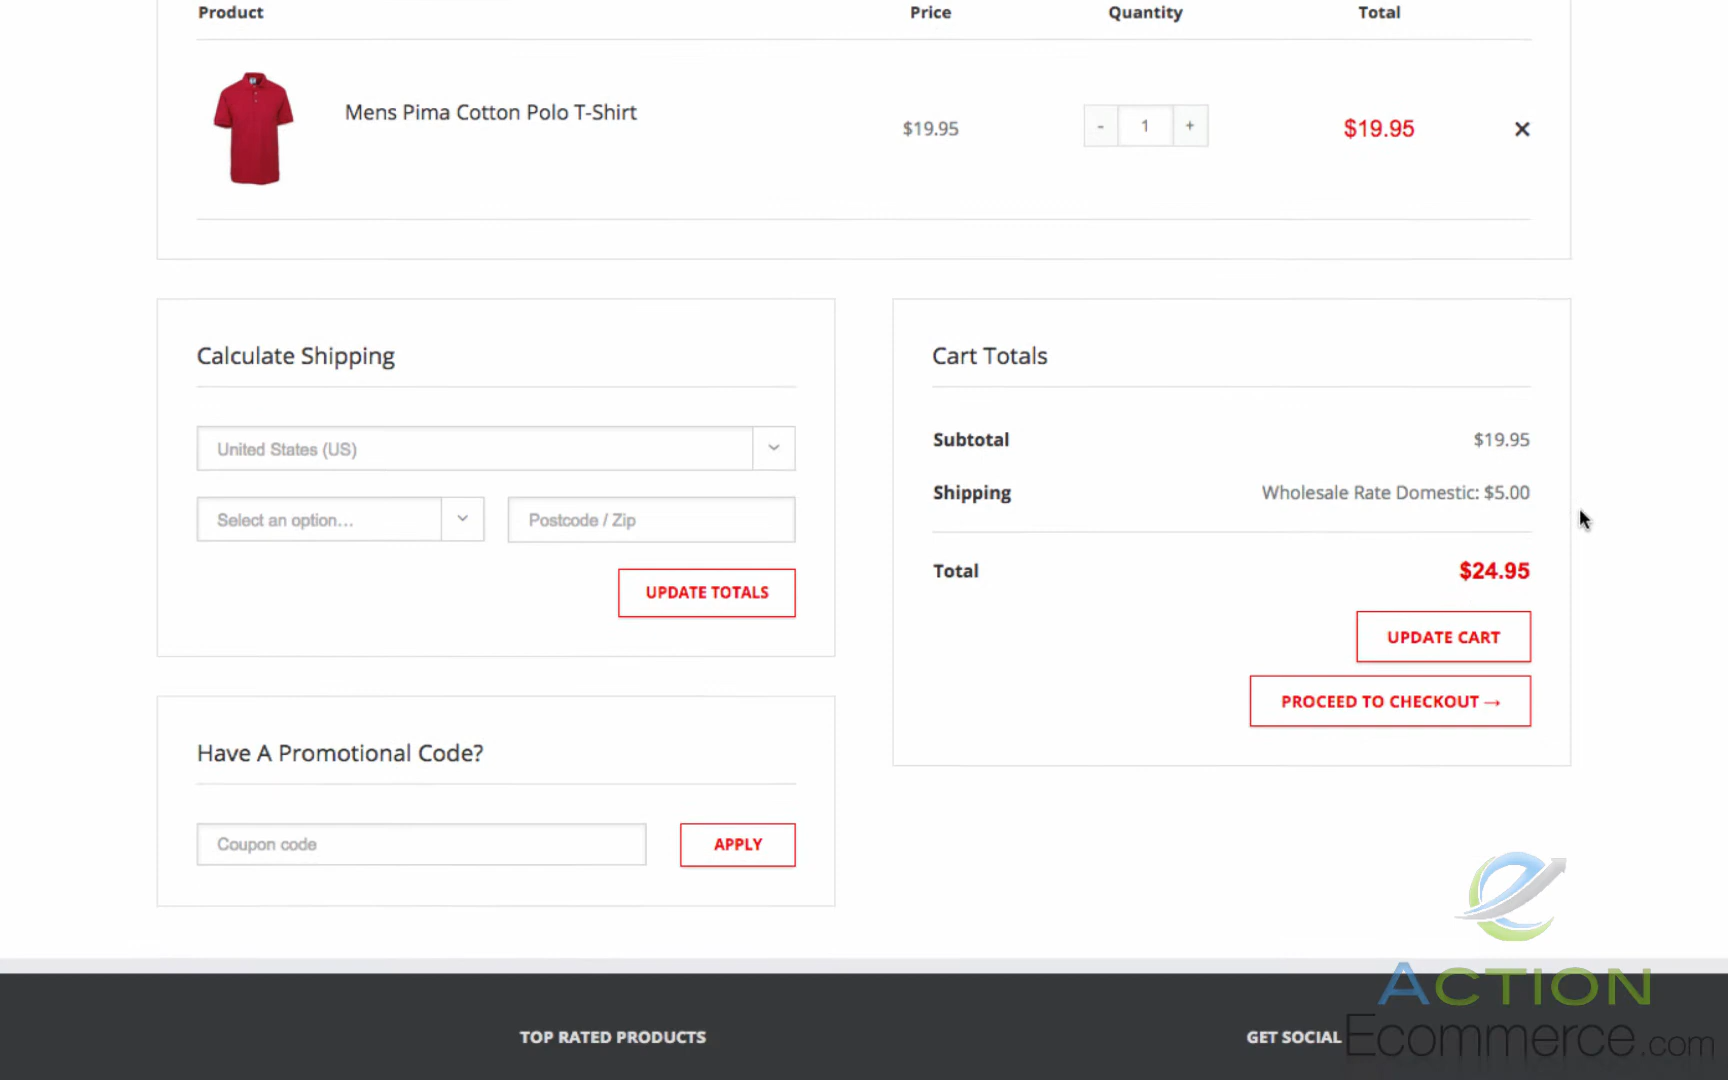 Product Price Quantity Total
Mens Pima Cotton Polo T-Shirt
$19.95 - 1 + $19.95 ×
Calculate Shipping
United States (US)
Select an option... Postcode / Zip
UPDATE TOTALS
Have A Promotional Code?
Coupon code APPLY
Cart Totals
Subtotal $19.95
Shipping Wholesale Rate Domestic: $5.00
Total $24.95
UPDATE CART
PROCEED TO CHECKOUT →
TOP RATED PRODUCTS GET SOCIAL
ACTION
Ecommerce.com